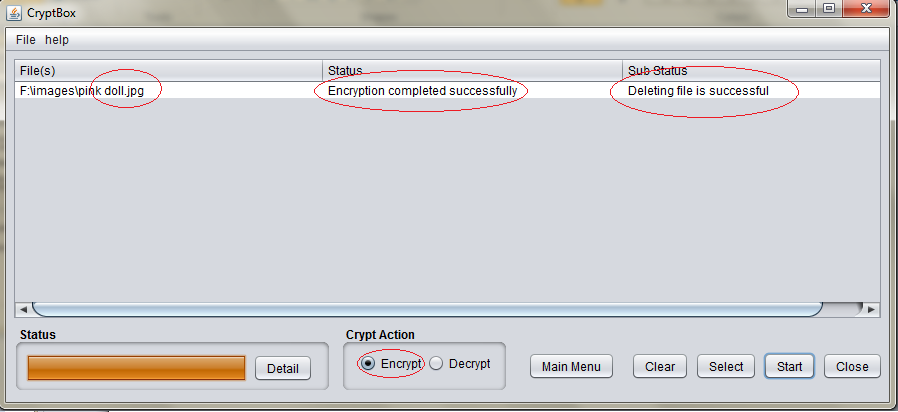 CryptBox
File help
File(s) Status Sub Status
F:\images\pink doll.jpg Encryption completed successfully Deleting file is successful
Status Crypt Action
Detail Encrypt Decrypt Main Menu Clear Select Start Close